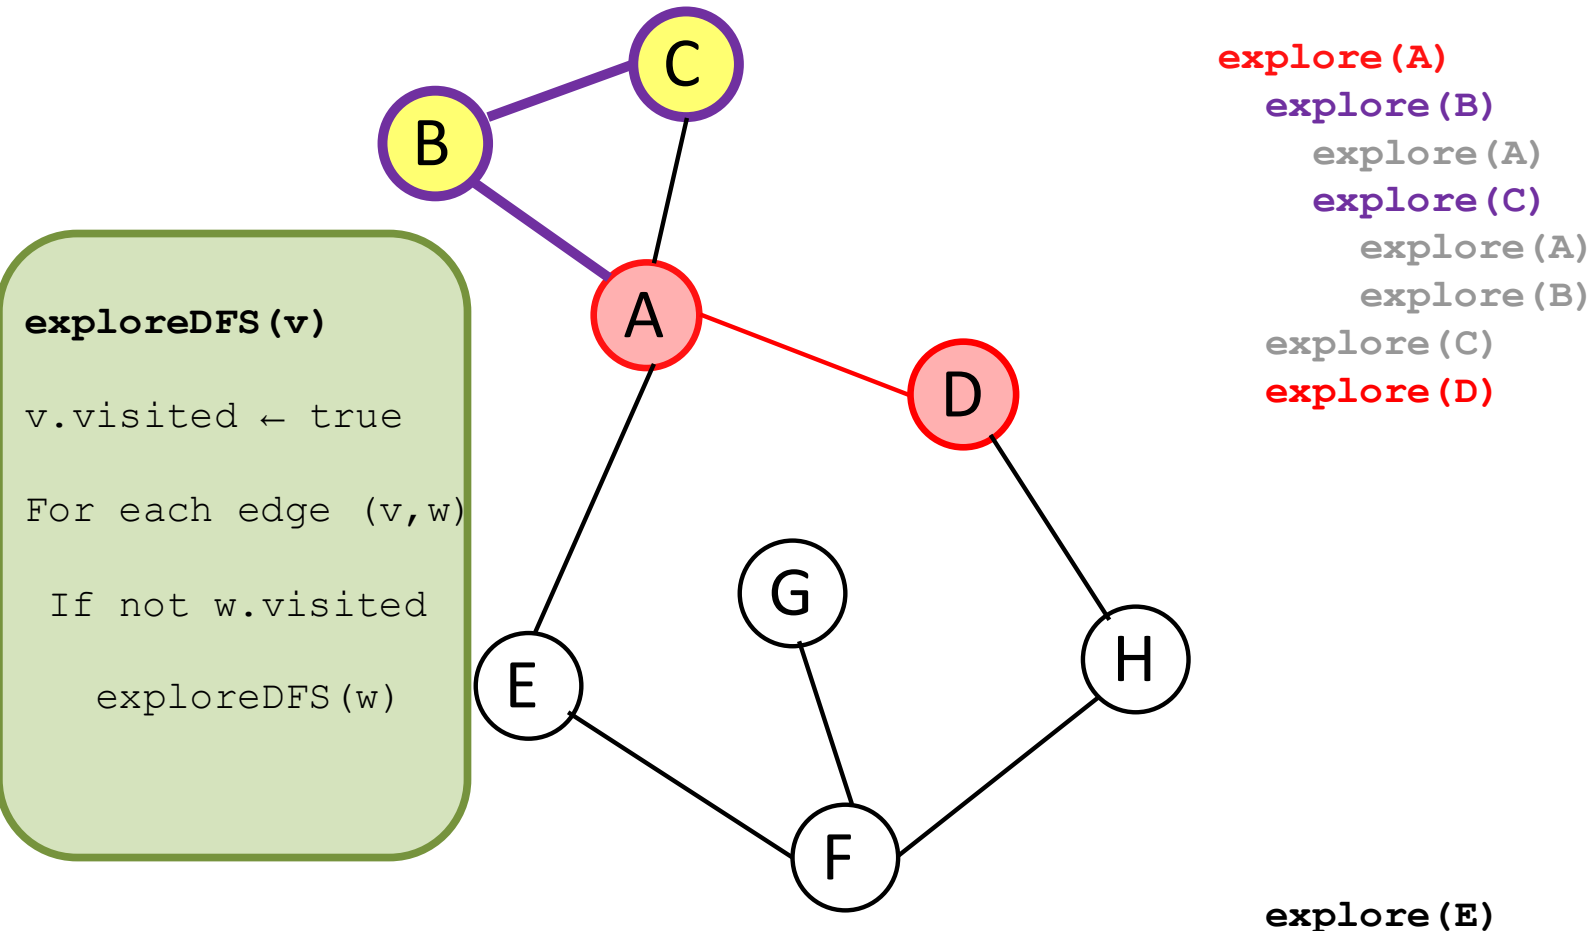 C
B
A
D
G
H
E
F
exploreDFS(v)
v.visited ← true
For each edge (v,w)
If not w.visited
exploreDFS(w)
explore(A)
explore(B)
explore(A)
explore(C)
explore(A)
explore(B)
explore(C)
explore(D)
explore(E)